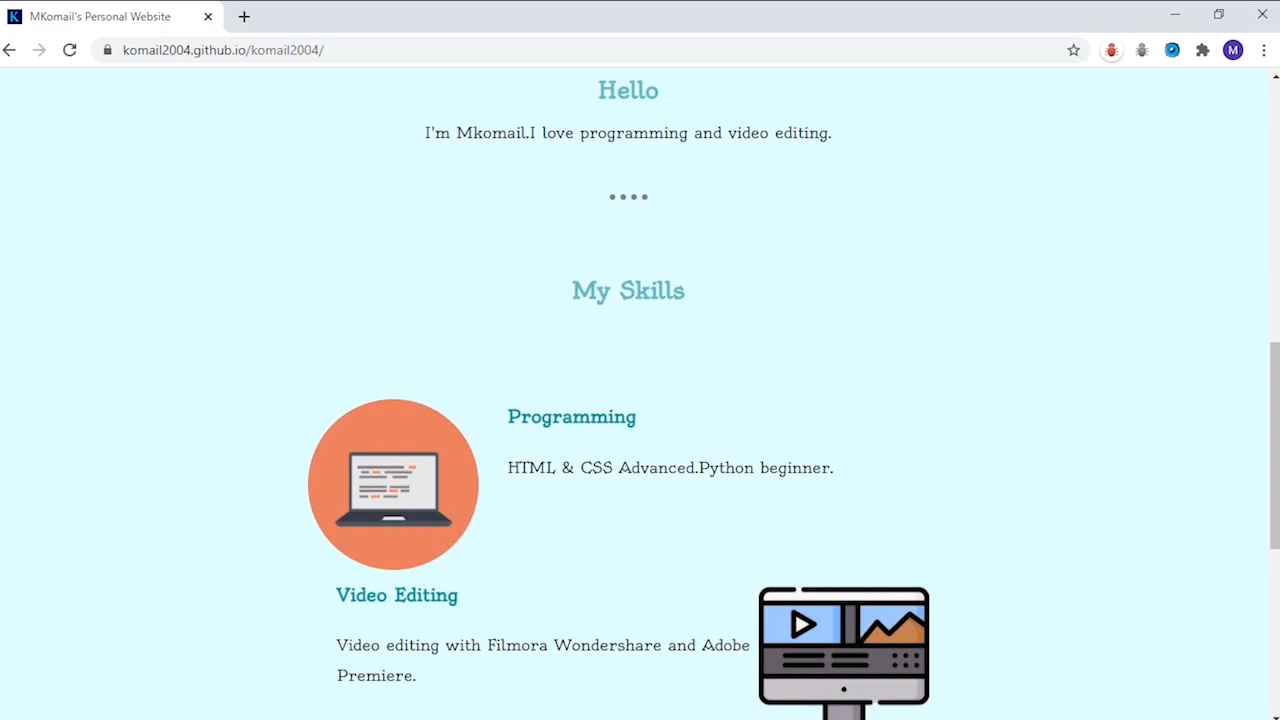 MKomail's Personal Website
komail2004.github.io/komail2004/
M
Hello
I'm Mkomail.I love programming and video editing.
My Skills
Programming
HTML & CSS Advanced.Python beginner.
Video Editing
Video editing with Filmora Wondershare and Adobe
Premiere.